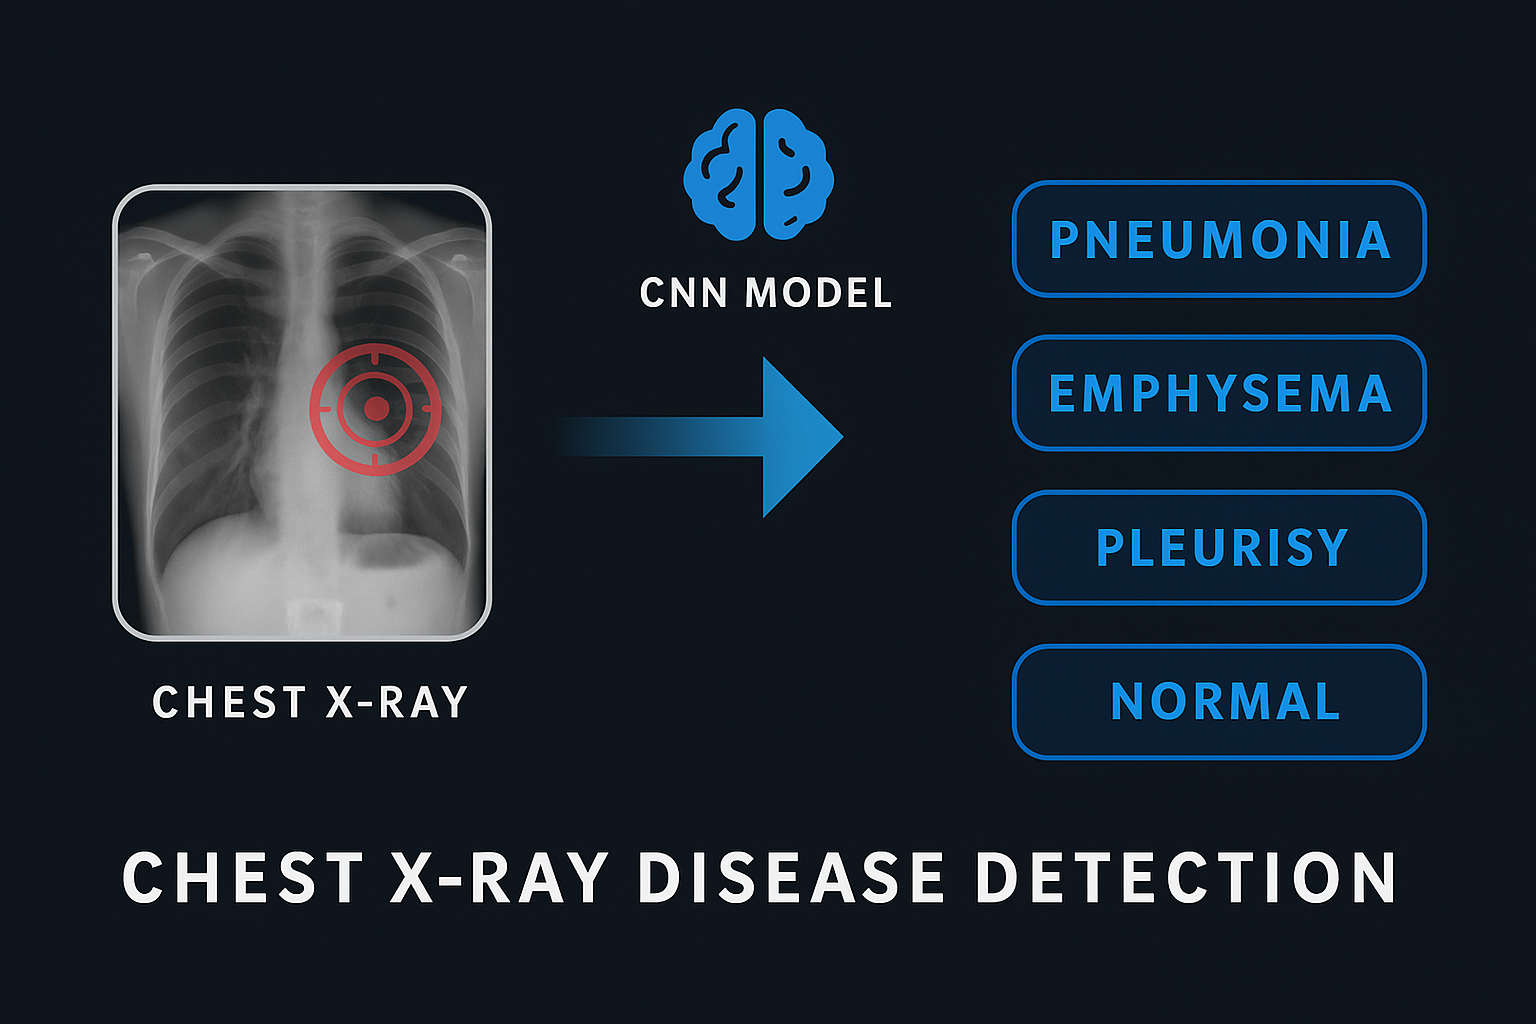 CNN MODEL
PNEUMONIA
EMPHYSEMA
PLEURISY
NORMAL
CHEST X-RAY
CHEST X-RAY DISEASE DETECTION